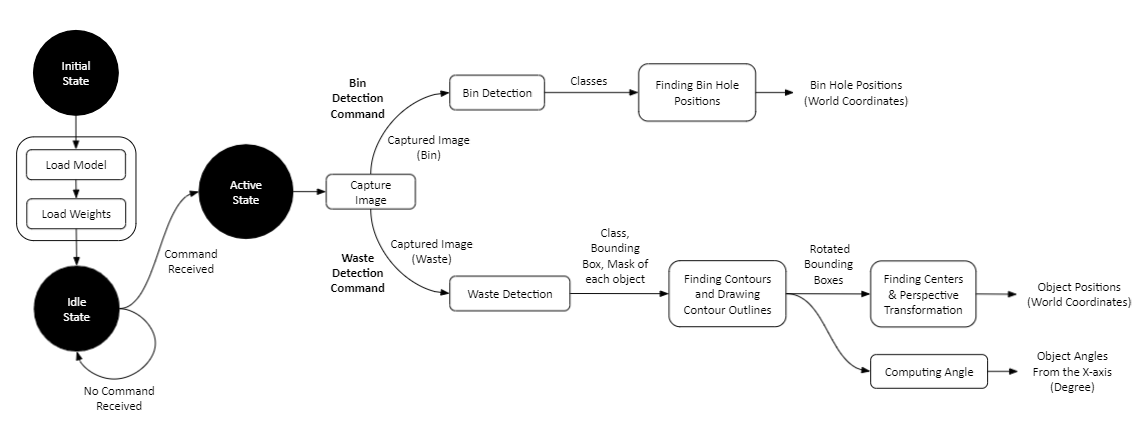 Initial
State
Load Model
Load Weights
Idle
State
No Command
Received
Command
Received
Active
State
Capture
Image
Bin
Detection
Command
Captured Image
(Bin)
Bin Detection
Classes
Finding Bin Hole
Positions
Bin Hole Positions
(World Coordinates)
Waste
Detection
Command
Captured Image
(Waste)
Waste Detection
Class,
Bounding
Box, Mask of
each object
Finding Contours
and Drawing
Contour Outlines
Rotated
Bounding
Boxes
Finding Centers
& Perspective
Transformation
Object Positions
(World Coordinates)
Computing Angle
Object Angles
From the X-axis
(Degree)